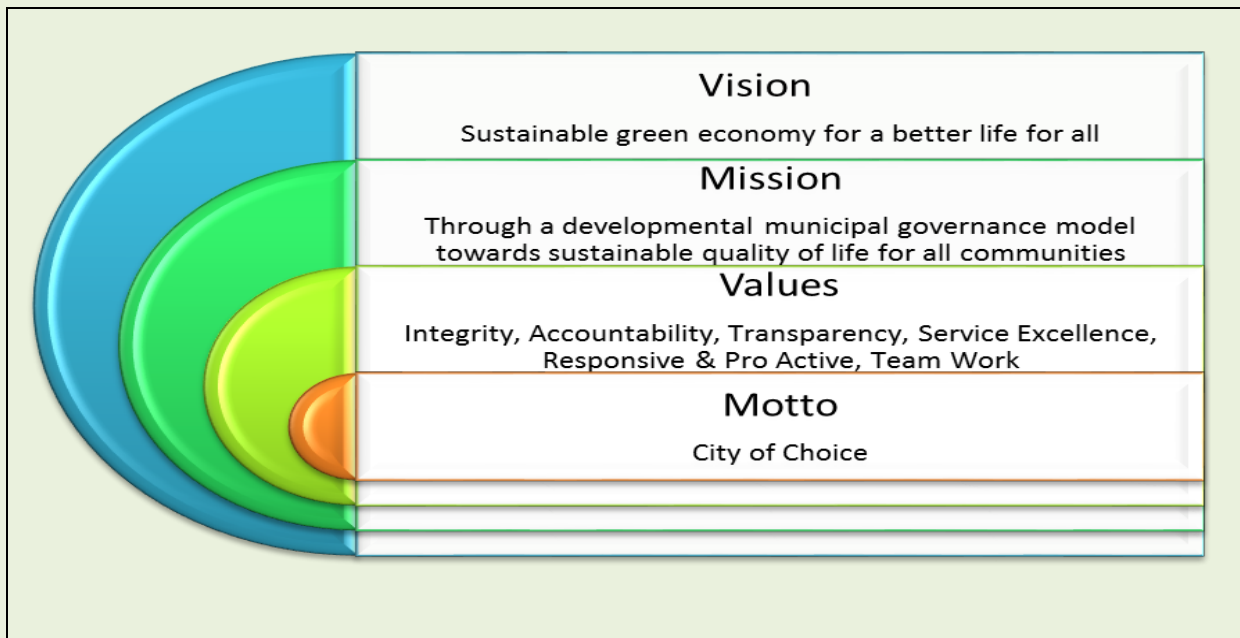 Vision
Sustainable green economy for a better life for all
Mission
Through a developmental municipal governance model
towards sustainable quality of life for all communities
Values
Integrity, Accountability, Transparency, Service Excellence,
Responsive & Pro Active, Team Work
Motto
City of Choice